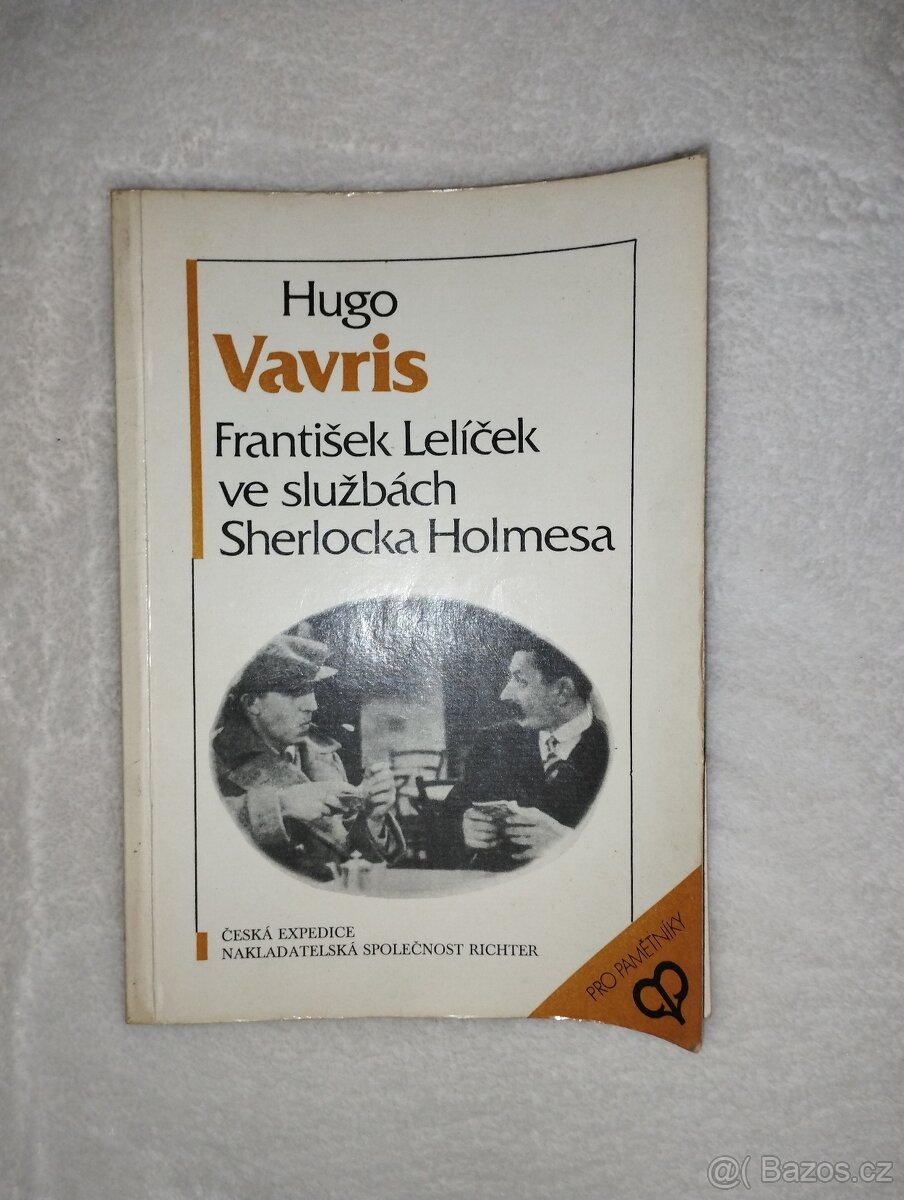 Hugo
Vavris
František Lelíček
ve službách
Sherlocka Holmesa
ČESKÁ EXPEDICE
NAKLADATELSKÁ SPOLEČNOST RICHTER
PRO PAMĚTNÍKY
@( Bazos.cz